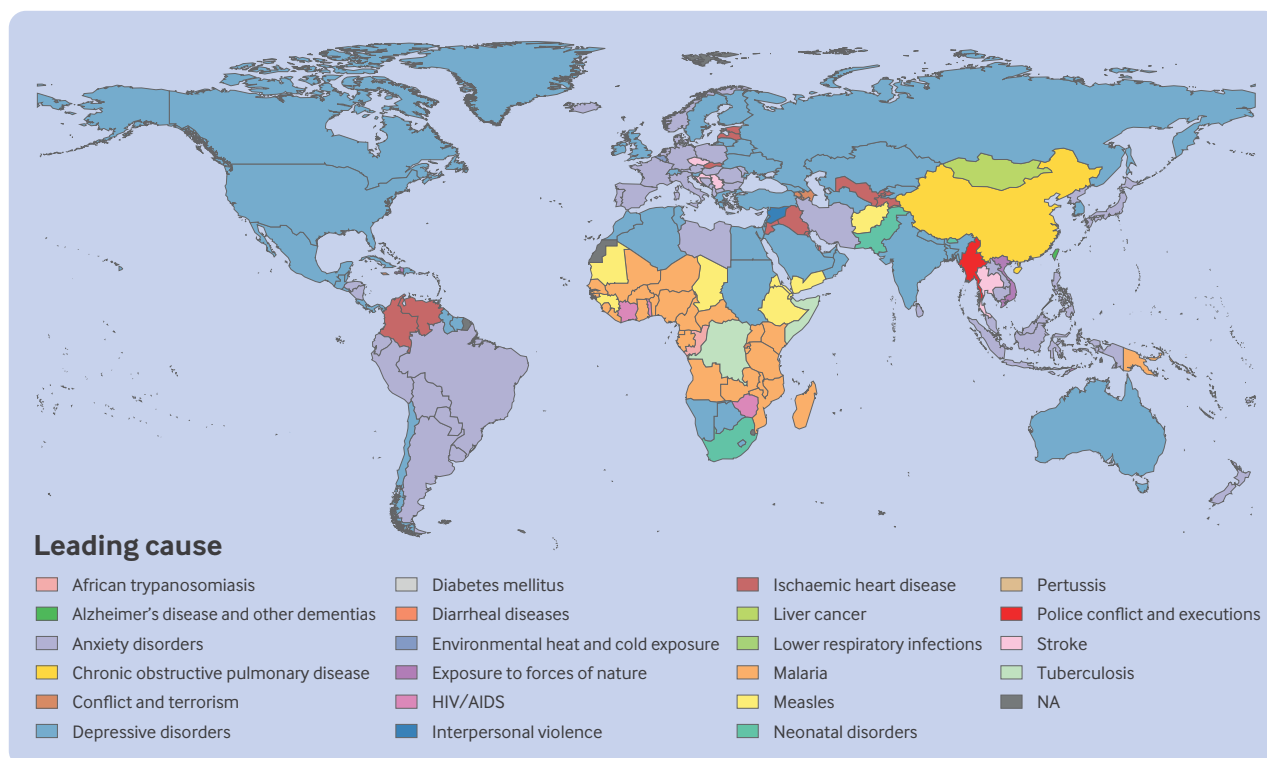 Leading cause
African trypanosomiasis
Alzheimer's disease and other dementias
Anxiety disorders
Chronic obstructive pulmonary disease
Conflict and terrorism
Depressive disorders
Diabetes mellitus
Diarrheal diseases
Environmental heat and cold exposure
Exposure to forces of nature
HIV/AIDS
Interpersonal violence
Ischaemic heart disease
Liver cancer
Lower respiratory infections
Malaria
Measles
Neonatal disorders
Pertussis
Police conflict and executions
Stroke
Tuberculosis
NA